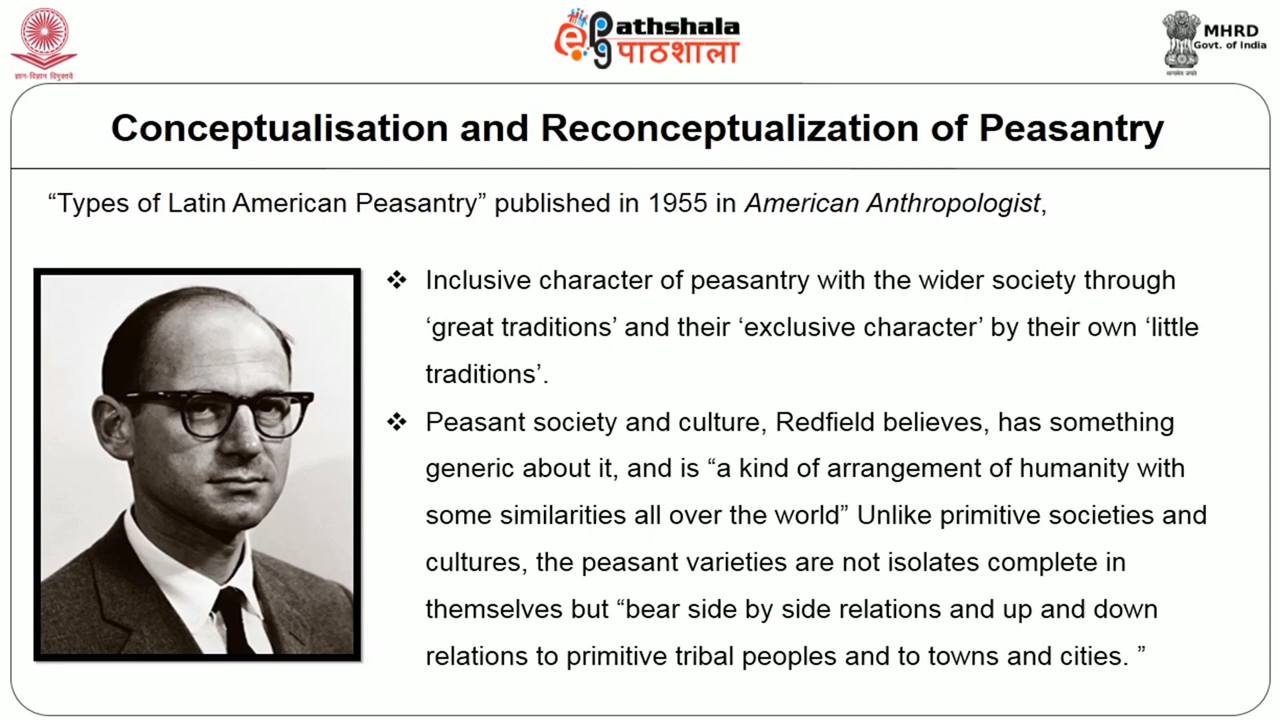 ज्ञान-विज्ञान विमुक्तये
ePG Pathshala
पाठशाला
MHRD
Govt. of India
सत्यमेव जयते
Conceptualisation and Reconceptualization of Peasantry
“Types of Latin American Peasantry” published in 1955 in American Anthropologist,
❖ Inclusive character of peasantry with the wider society through
‘great traditions’ and their ‘exclusive character’ by their own ‘little
traditions’.
❖ Peasant society and culture, Redfield believes, has something
generic about it, and is “a kind of arrangement of humanity with
some similarities all over the world” Unlike primitive societies and
cultures, the peasant varieties are not isolates complete in
themselves but “bear side by side relations and up and down
relations to primitive tribal peoples and to towns and cities. ”